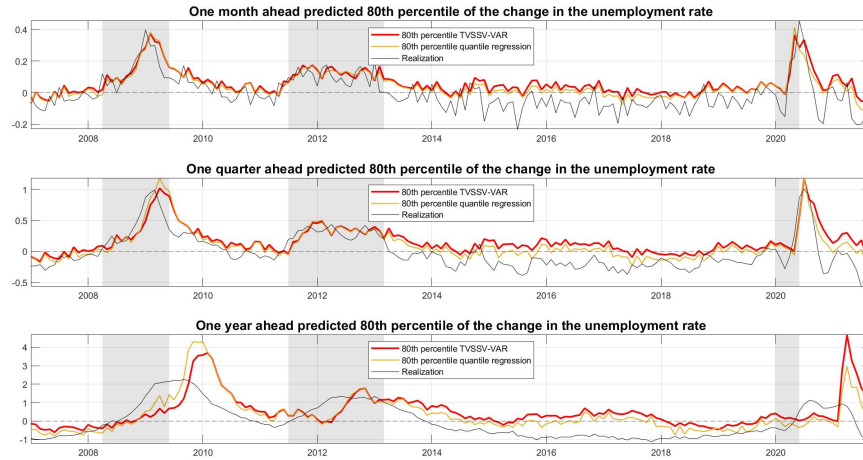 One month ahead predicted 80th percentile of the change in the unemployment rate
0.4
0.2
0
-0.2
80th percentile TVSSV-VAR
80th percentile quantile regression
Realization
2008 2010 2012 2014 2016 2018 2020
One quarter ahead predicted 80th percentile of the change in the unemployment rate
1
0.5
0
-0.5
80th percentile TVSSV-VAR
80th percentile quantile regression
Realization
2008 2010 2012 2014 2016 2018 2020
One year ahead predicted 80th percentile of the change in the unemployment rate
4
3
2
1
0
-1
80th percentile TVSSV-VAR
80th percentile quantile regression
Realization
2008 2010 2012 2014 2016 2018 2020